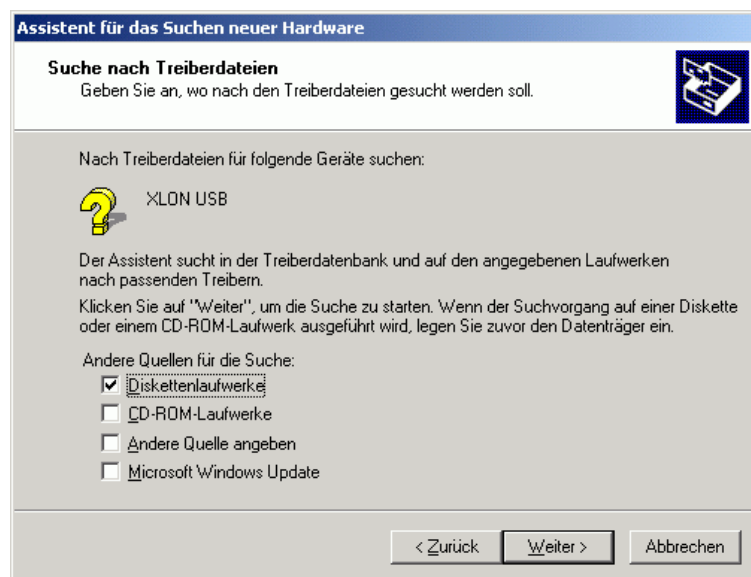 Assistent für das Suchen neuer Hardware
Suche nach Treiberdateien
Geben Sie an, wo nach den Treiberdateien gesucht werden soll.
Nach Treiberdateien für folgende Geräte suchen:
XLON USB
Der Assistent sucht in der Treiberdatenbank und auf den angegebenen Laufwerken
nach passenden Treibern.
Klicken Sie auf "Weiter", um die Suche zu starten. Wenn der Suchvorgang auf einer Diskette
oder einem CD-ROM-Laufwerk ausgeführt wird, legen Sie zuvor den Datenträger ein.
Andere Quellen für die Suche:
Diskettenlaufwerke
CD-ROM-Laufwerke
Andere Quelle angeben
Microsoft Windows Update
< Zurück Weiter > Abbrechen